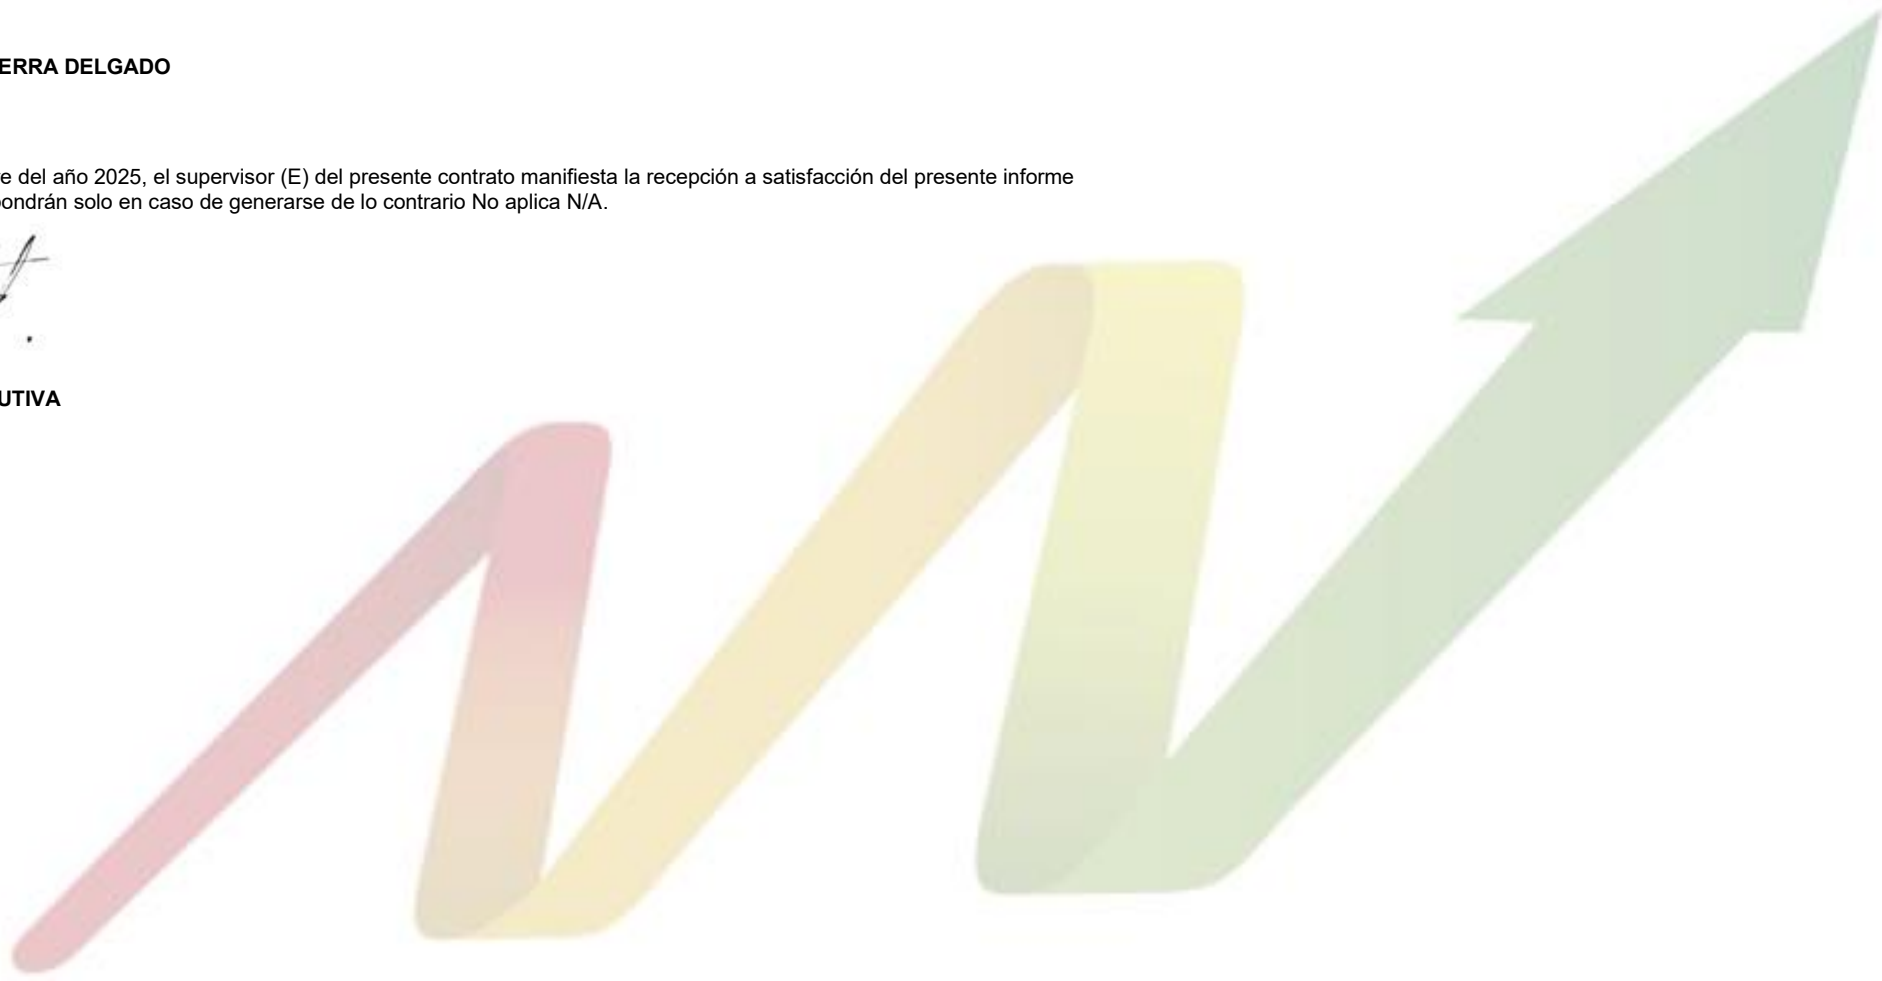 ERRA DELGADO
e del año 2025, el supervisor (E) del presente contrato manifiesta la recepción a satisfacción del presente informe
ondrán solo en caso de generarse de lo contrario No aplica N/A.
UTIVA